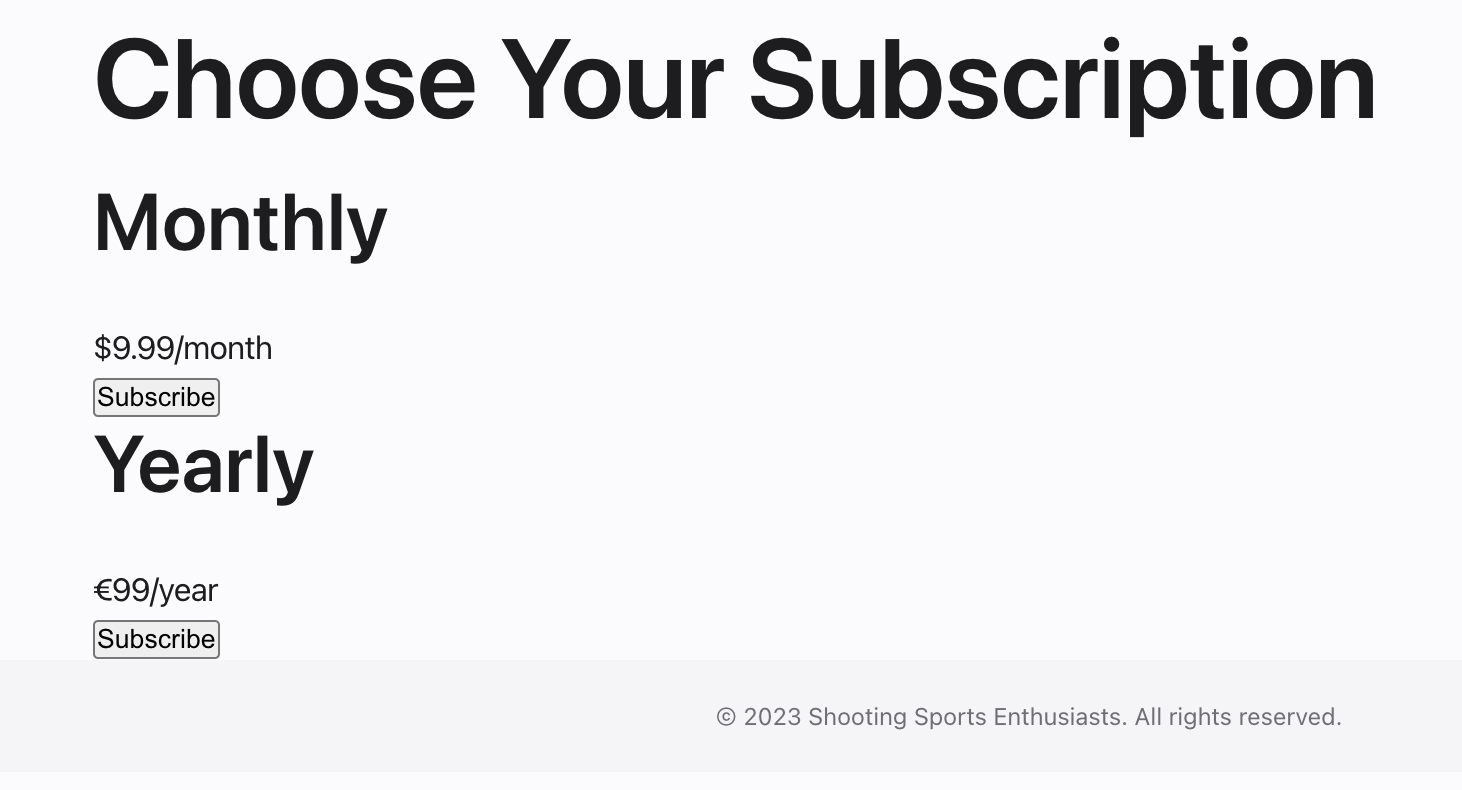 Choose Your Subscription
Monthly
$9.99/month
Subscribe
Yearly
€99/year
Subscribe
© 2023 Shooting Sports Enthusiasts. All rights reserved.